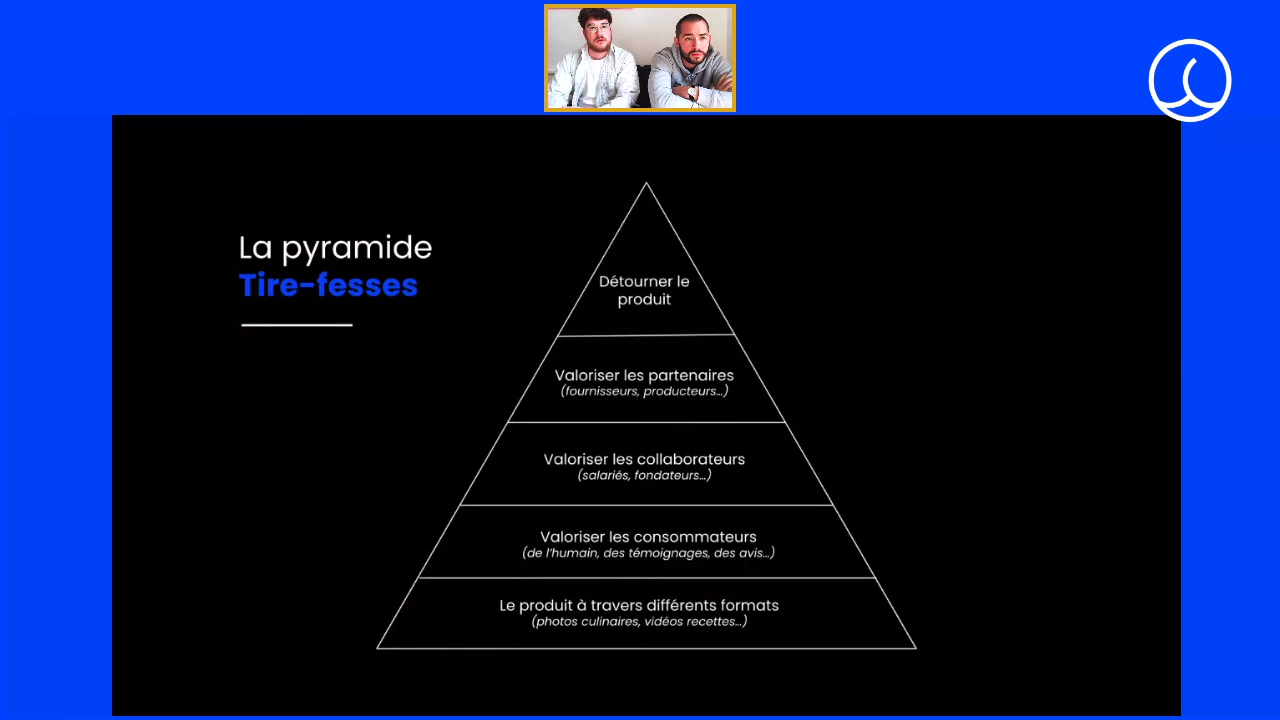 La pyramide
Tire-fesses
Détourner le
produit
Valoriser les partenaires
(fournisseurs, producteurs...)
Valoriser les collaborateurs
(salariés, fondateurs...)
Valoriser les consommateurs
(de l'humain, des témoignages, des avis...)
Le produit à travers différents formats
(photos culinaires, vidéos recettes...)